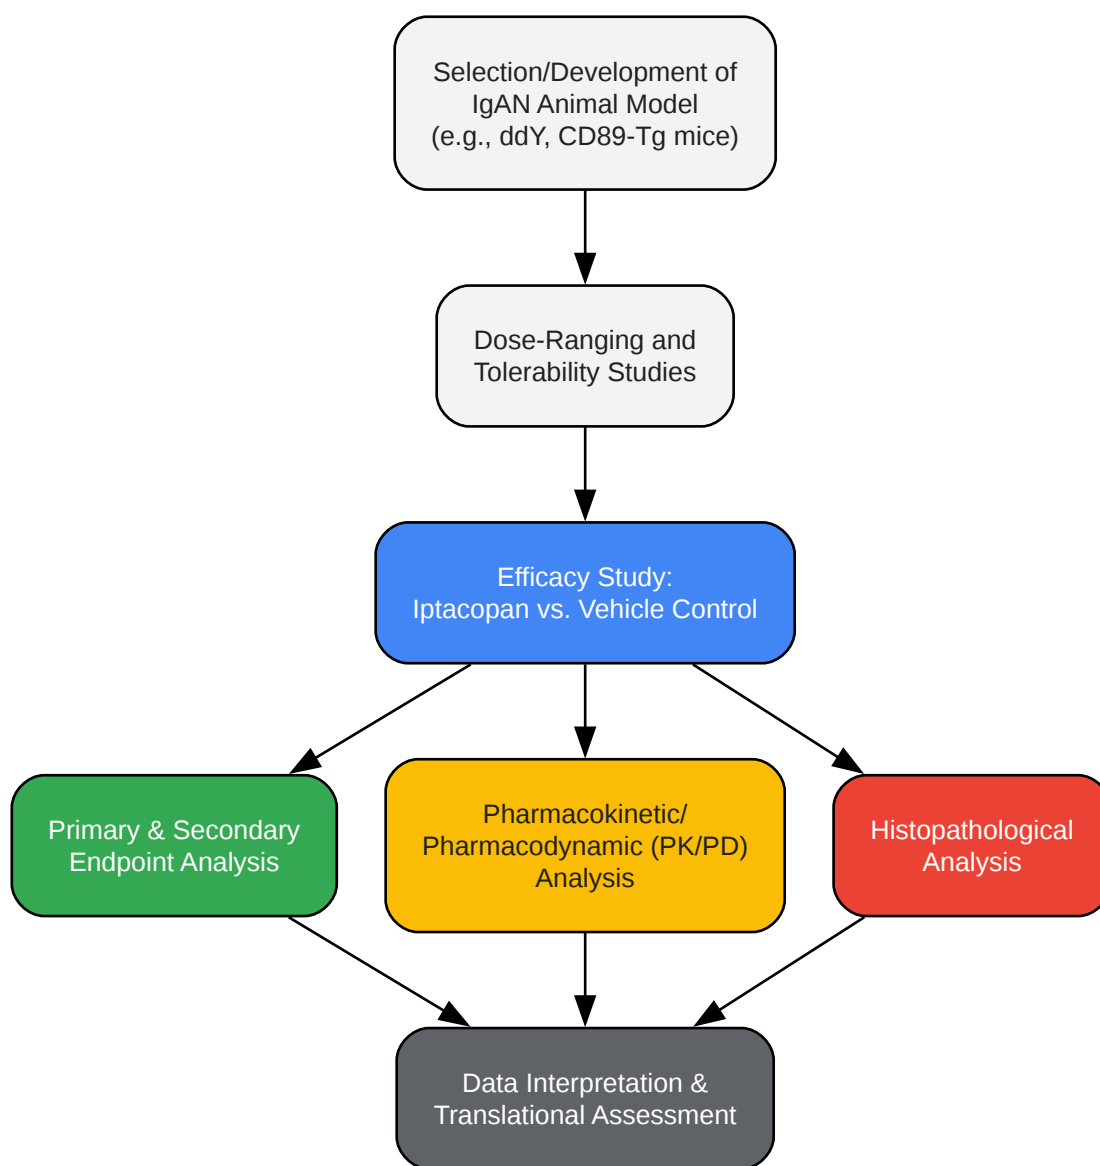 Selection/Development of
IgAN Animal Model
(e.g., ddY, CD89-Tg mice)
Dose-Ranging and
Tolerability Studies
Efficacy Study:
Iptacopan vs. Vehicle Control
Primary & Secondary
Endpoint Analysis
Pharmacokinetic/
Pharmacodynamic (PK/PD)
Analysis
Histopathological
Analysis
Data Interpretation &
Translational Assessment